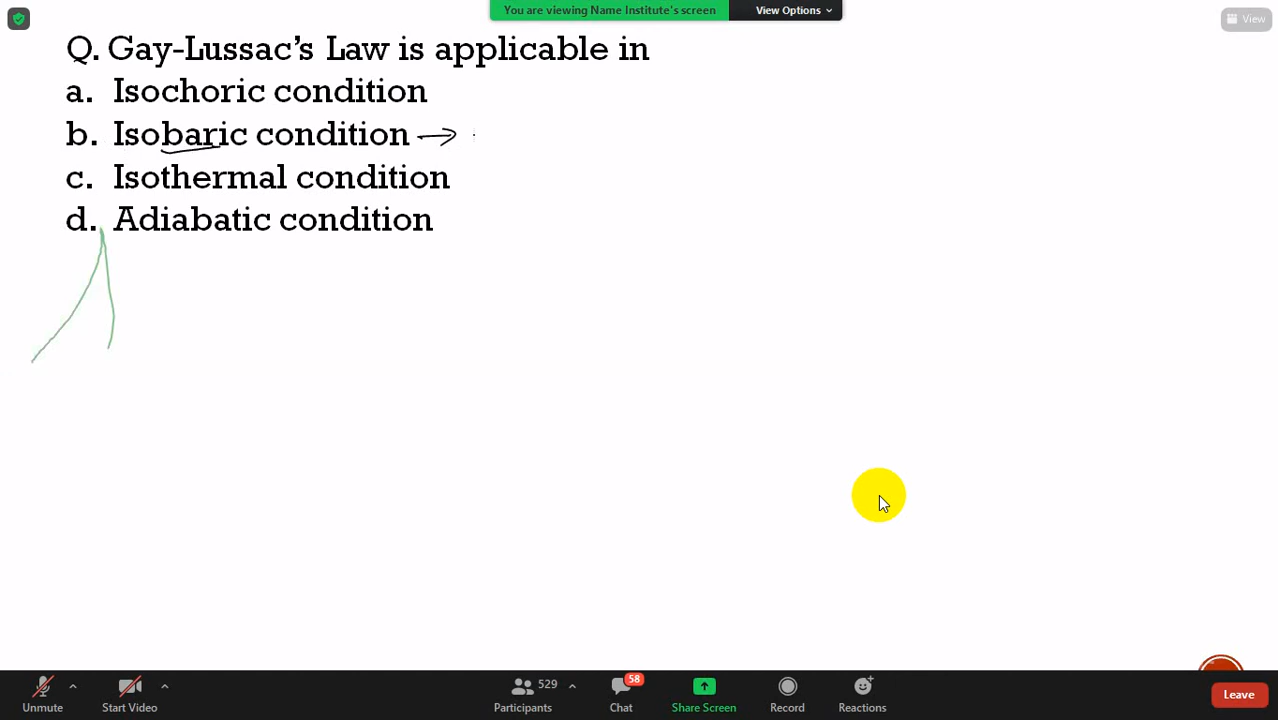 You are viewing Name Institute's screen
View Options
View
Q. Gay-Lussac’s Law is applicable in
a. Isochoric condition
b. Isobaric condition →
c. Isothermal condition
d. Adiabatic condition
Unmute
Start Video
529
Participants
58
Chat
Share Screen
Record
Reactions
Leave